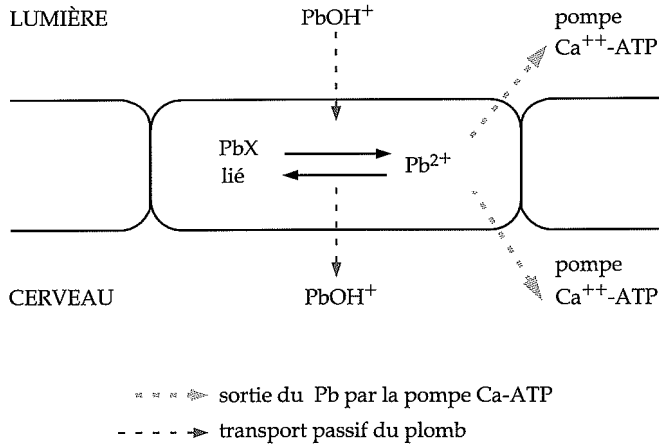 LUMIÈRE
PbOH⁺
pompe
Ca⁺⁺-ATP
PbX
lié
Pb²⁺
CERVEAU
PbOH⁺
pompe
Ca⁺⁺-ATP
sortie du Pb par la pompe Ca-ATP
transport passif du plomb